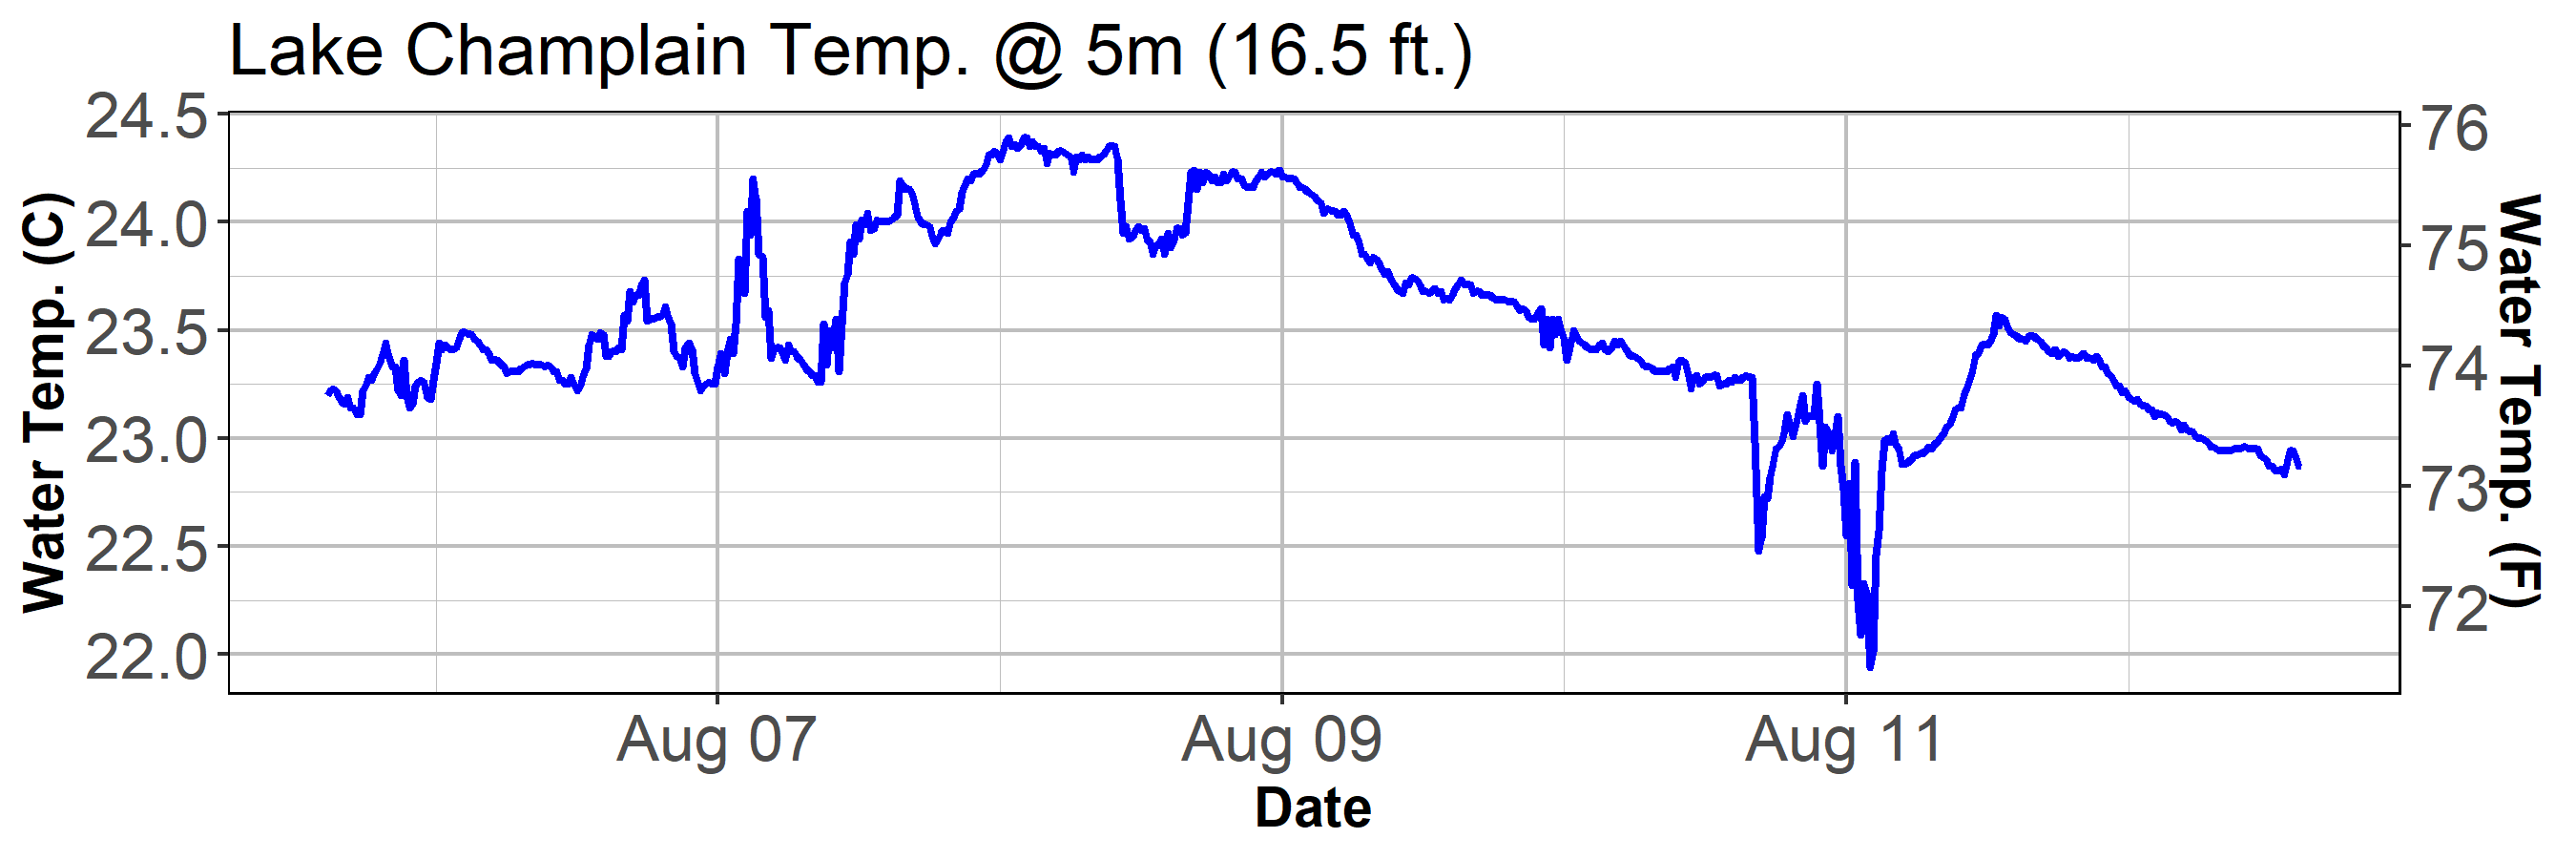 Lake Champlain Temp. @ 5m (16.5 ft.)
Water Temp. (C)
24.5
24.0
23.5
23.0
22.5
22.0
76
75
74
73
72
Water Temp. (F)
Aug 07
Aug 09
Aug 11
Date